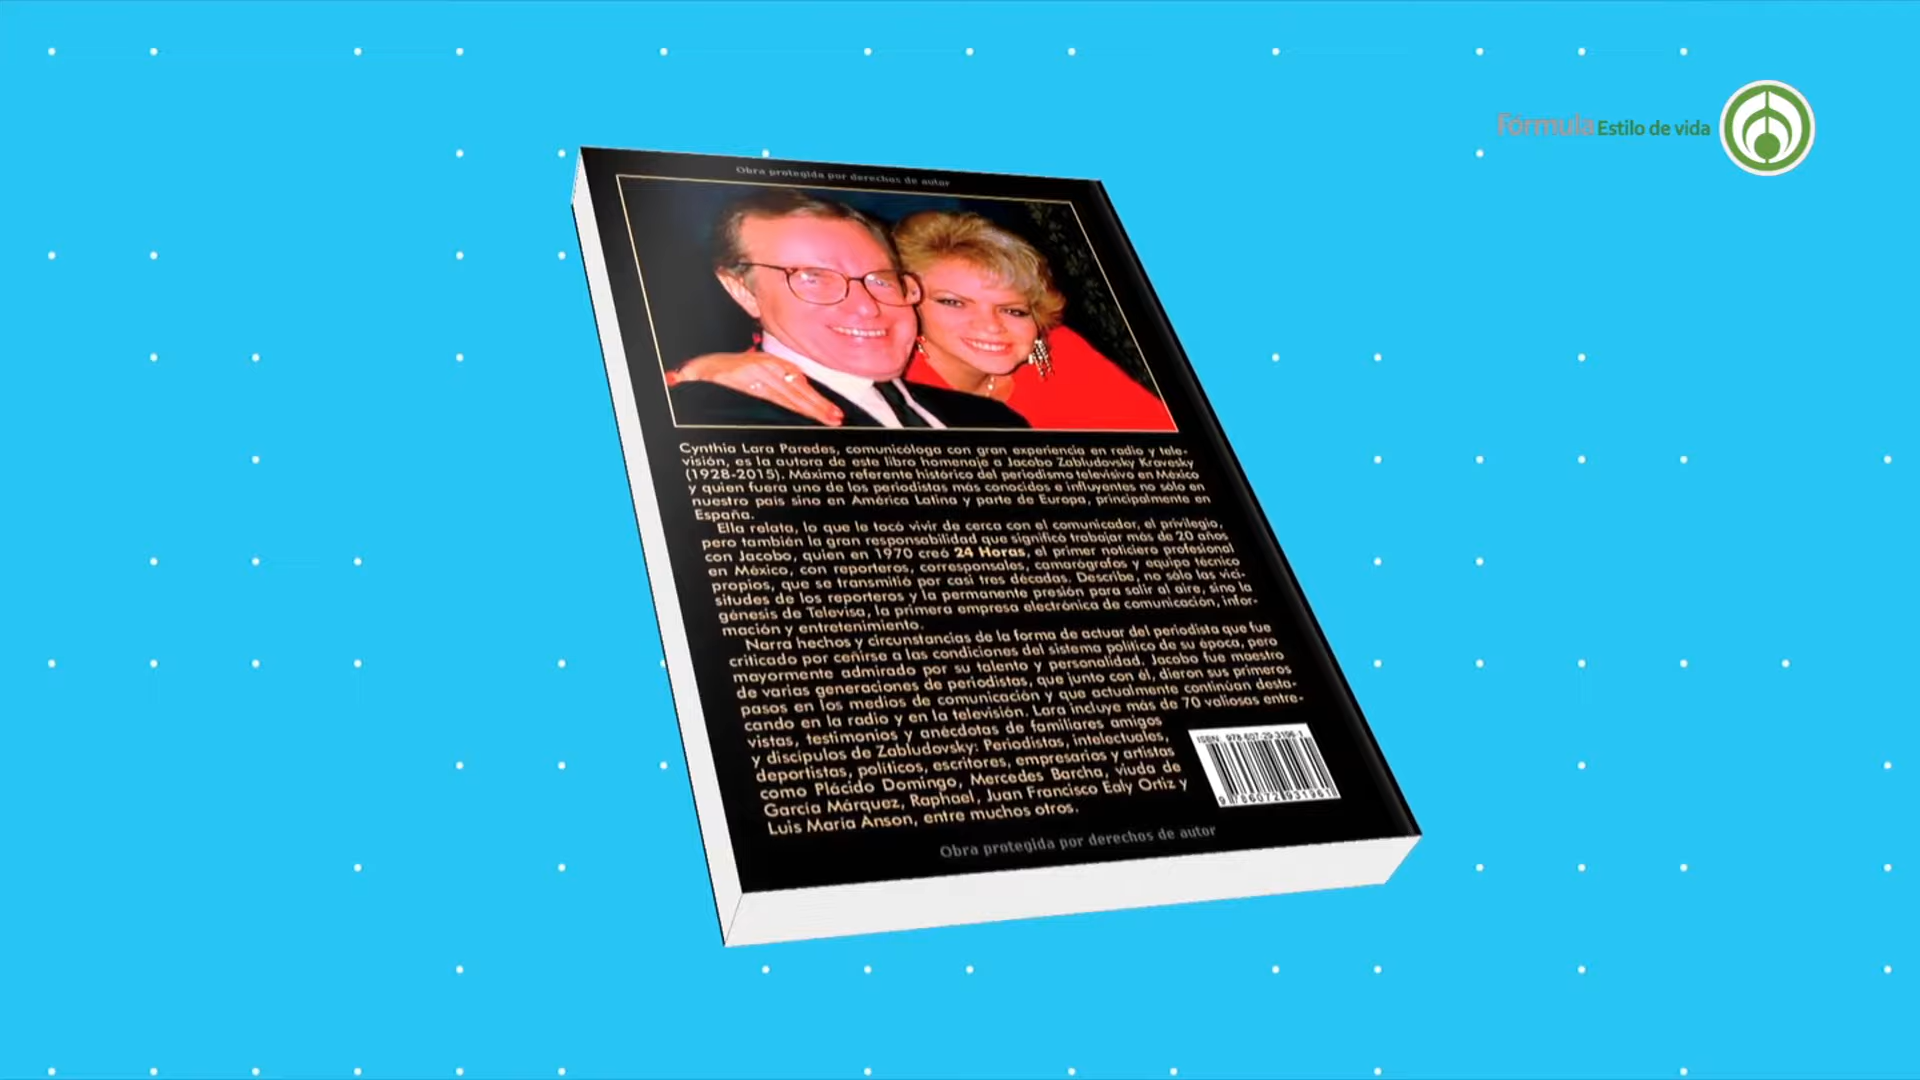 Fórmula Estilo de vida
Obra protegida por derechos de autor
Cynthia Lara Paredes, comunicóloga con gran experiencia en radio y tele-
visión, es la autora de este libro homenaje a Jacobo Zabludovsky Kravesky
(1928-2015). Máximo referente histórico del periodismo televisivo en México
y quien fuera uno de los periodistas más conocidos e influyentes no sólo en
nuestro país sino en América Latina y parte de Europa, principalmente en
España.
Ella relata, lo que la tocó vivir de cerca con el comunicador, el privilegio,
pero también la gran responsabilidad que significó trabajar más de 20 años
con Jacobo, quien en 1970 creó 24 Horas, el primer noticiero profesional
en México, con reporteros, corresponsales, camarógrafos y equipo técnico
propios, que se transmitió por casi tres décadas. Describe, no sólo las vici-
situdes de los reporteros y la permanente presión para salir al aire, sino la
génesis de Televisa, la primera empresa electrónica de comunicación, infor-
mación y entretenimiento.
Narra hechos y circunstancias de la forma de actuar del periodista que fue
criticado por ceñirse a las condiciones del sistema político de su época, pero
mayormente admirado por su talento y personalidad. Jacobo fue maestro
de varias generaciones de periodistas, que junto con él, dieron sus primeros
pasos en los medios de comunicación y que actualmente continúan desta-
cando en la radio y en la televisión. Lara incluye más de 70 valiosas entre-
vistas, testimonios y anécdotas de familiares amigos
y discípulos de Zabludovsky: Periodistas, intelectuales,
deportistas, políticos, escritores, empresarios y artistas
como Plácido Domingo, Mercedes Barcha, viuda de
García Márquez, Raphael, Juan Francisco Ealy Ortiz y
Luis María Anson, entre muchos otros.
ISBN: 978-607-29-3196-1
9 786072 931961
Obra protegida por derechos de autor